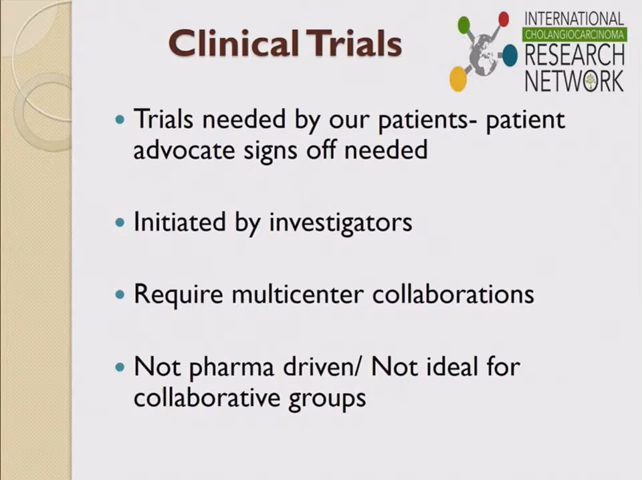 Clinical Trials
INTERNATIONAL
CHOLANGIOCARCINOMA
RESEARCH
NETWORK
• Trials needed by our patients- patient
advocate signs off needed
• Initiated by investigators
• Require multicenter collaborations
• Not pharma driven/ Not ideal for
collaborative groups